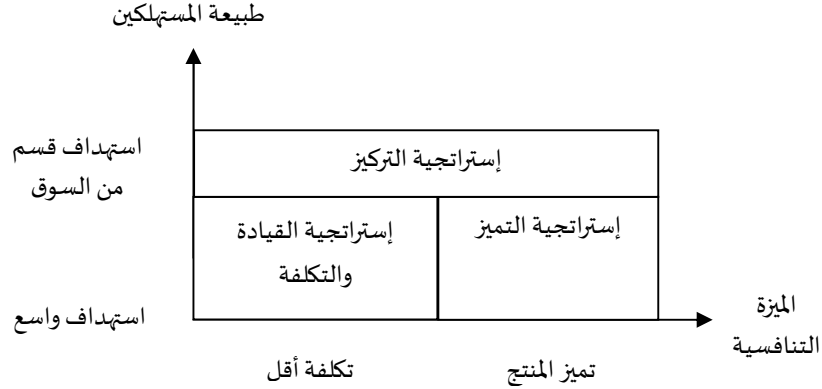 طبيعة المستهلكين
استهداف قسم
من السوق
إستراتجية التركيز
إستراتجية التميز
إستراتجية القيادة
والتكلفة
استهداف واسع
الميزة
التنافسية
تميز المنتج
تكلفة أقل